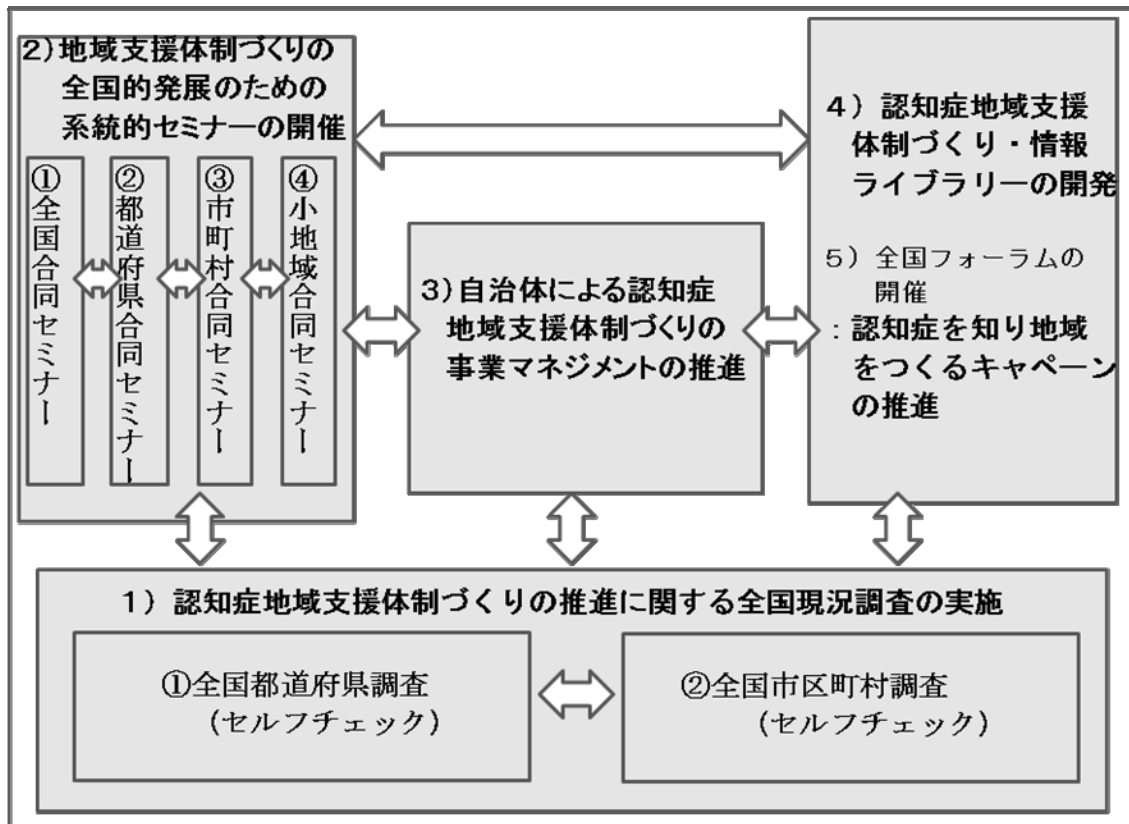 2）地域支援体制づくりの
全国的発展のための
系統的セミナーの開催
①全国合同セミナー
②都道府県合同セミナー
③市町村合同セミナー
④小地域合同セミナー
3）自治体による認知症
地域支援体制づくりの
事業マネジメントの推進
4）認知症地域支援
体制づくり・情報
ライブラリーの開発
5）全国フォーラムの
開催
：認知症を知り地域
をつくるキャペーン
の推進
1）認知症地域支援体制づくりの推進に関する全国現況調査の実施
①全国都道府県調査
（セルフチェック）
②全国市区町村調査
（セルフチェック）